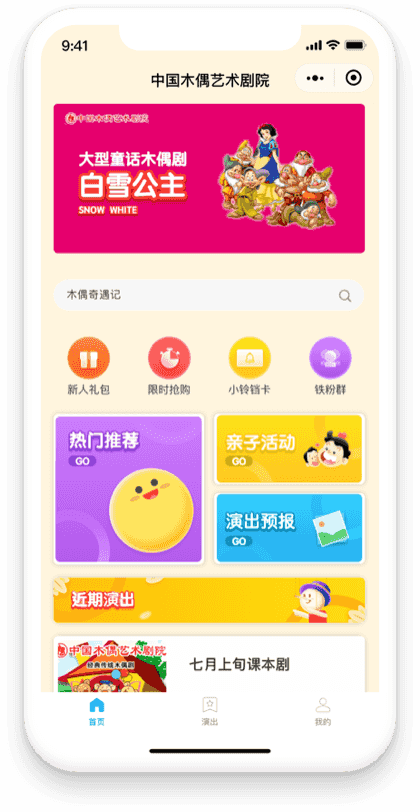 9:41
中国木偶艺术剧院
中国木偶艺术剧院
大型童话木偶剧
白雪公主
SNOW WHITE
木偶奇遇记
新人礼包
限时抢购
小铃铛卡
铁粉群
热门推荐
GO
亲子活动
GO
演出预报
GO
近期演出
中国木偶艺术剧院
经典传统木偶剧
七月上旬课本剧
首页
演出
我的